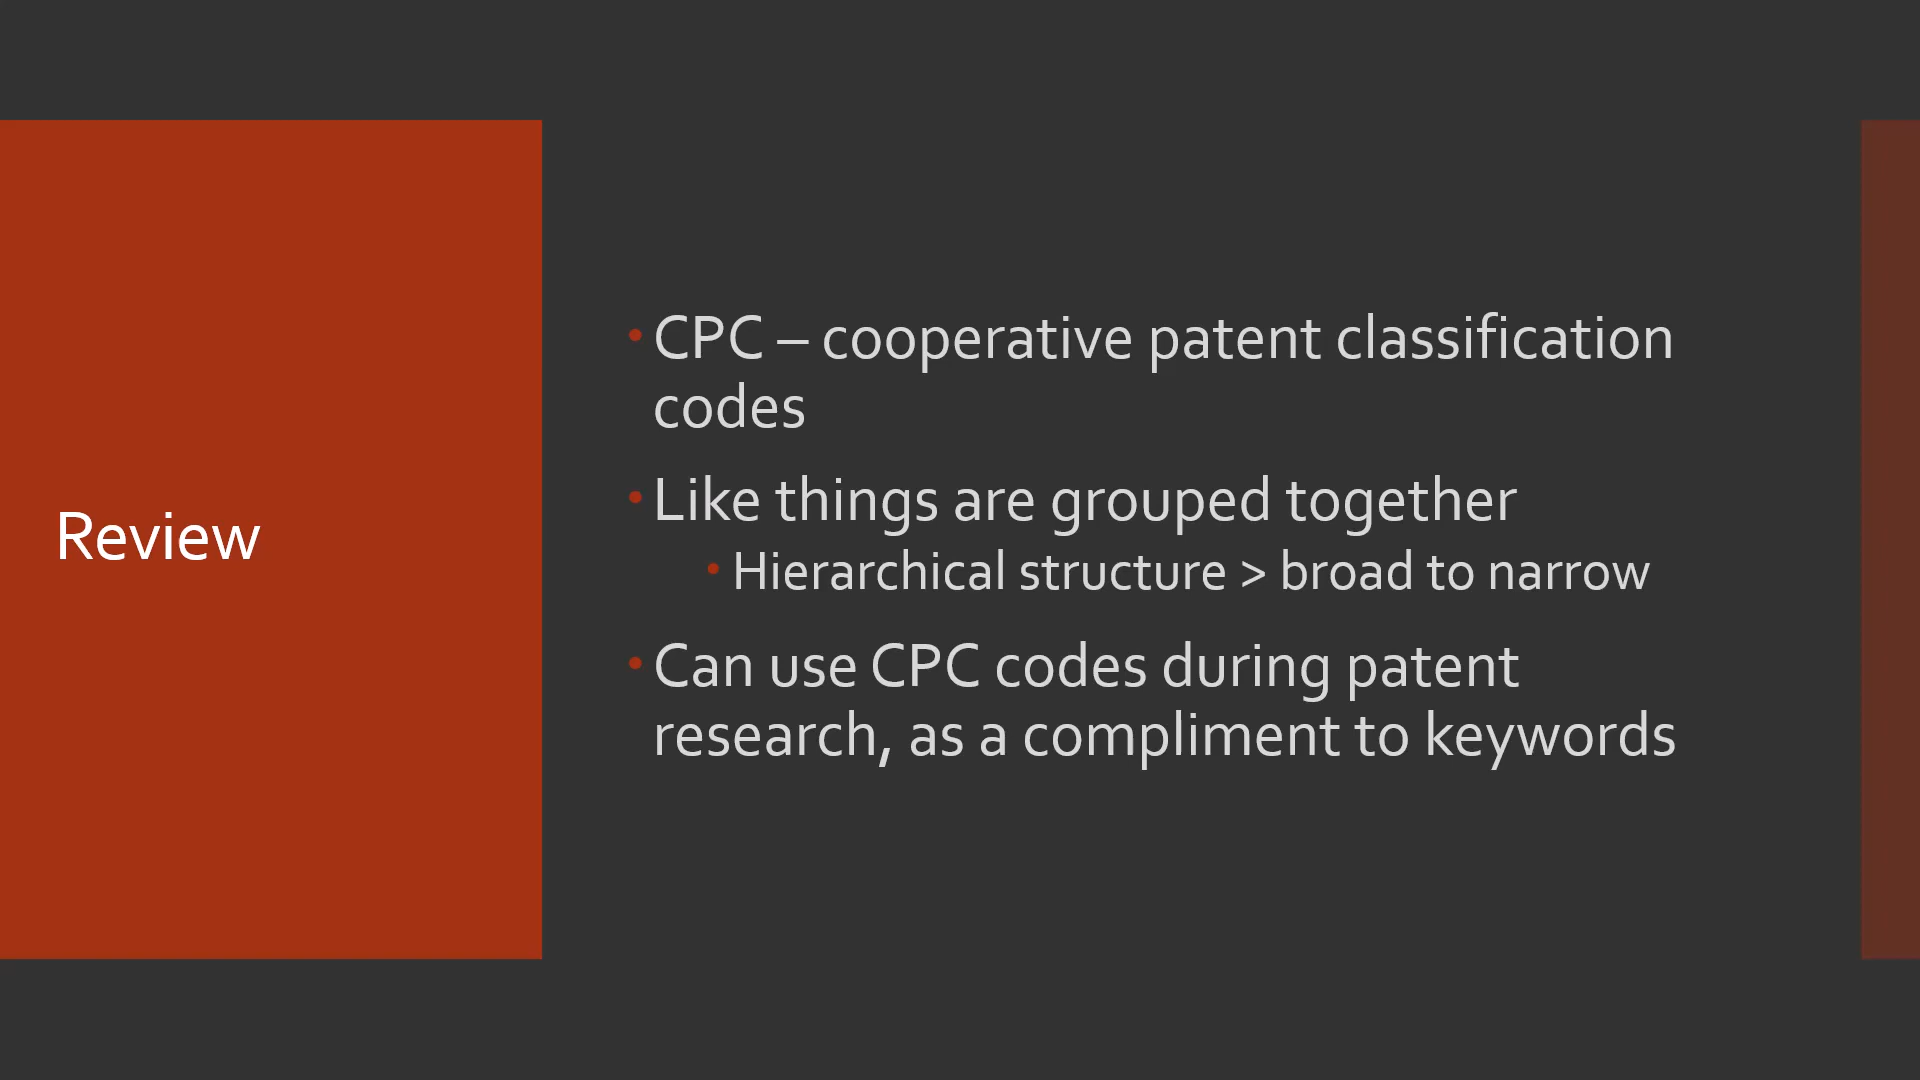 Review
• CPC – cooperative patent classification
codes
• Like things are grouped together
• Hierarchical structure > broad to narrow
• Can use CPC codes during patent
research, as a compliment to keywords